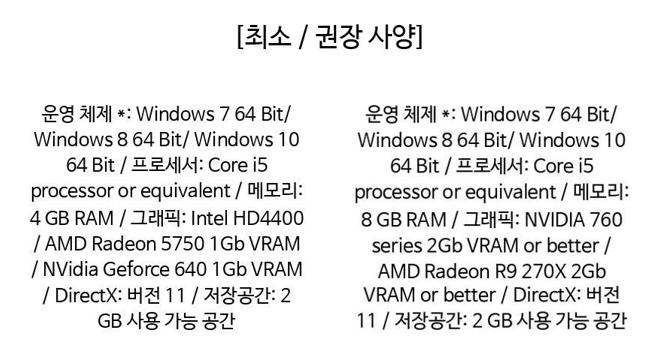 [최소 / 권장 사양]
운영 체제 *: Windows 7 64 Bit/
Windows 8 64 Bit/ Windows 10
64 Bit / 프로세서: Core i5
processor or equivalent / 메모리:
4 GB RAM / 그래픽: Intel HD4400
/ AMD Radeon 5750 1Gb VRAM
/ NVidia Geforce 640 1Gb VRAM
/ DirectX: 버전 11 / 저장공간: 2
GB 사용 가능 공간
운영 체제 *: Windows 7 64 Bit/
Windows 8 64 Bit/ Windows 10
64 Bit / 프로세서: Core i5
processor or equivalent / 메모리:
8 GB RAM / 그래픽: NVIDIA 760
series 2Gb VRAM or better /
AMD Radeon R9 270X 2Gb
VRAM or better / DirectX: 버전
11 / 저장공간: 2 GB 사용 가능 공간